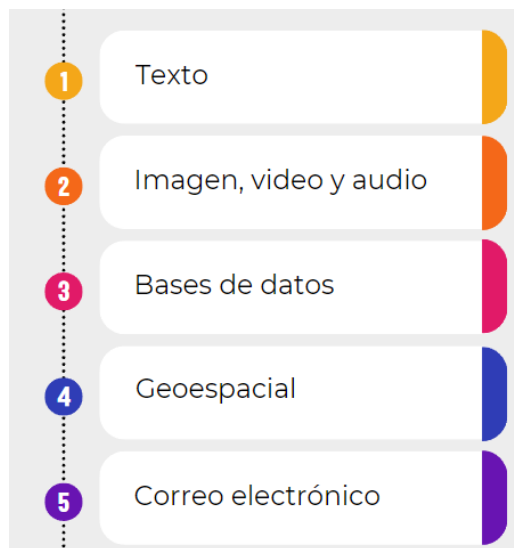 1
Texto
2
Imagen, video y audio
3
Bases de datos
4
Geoespacial
5
Correo electrónico